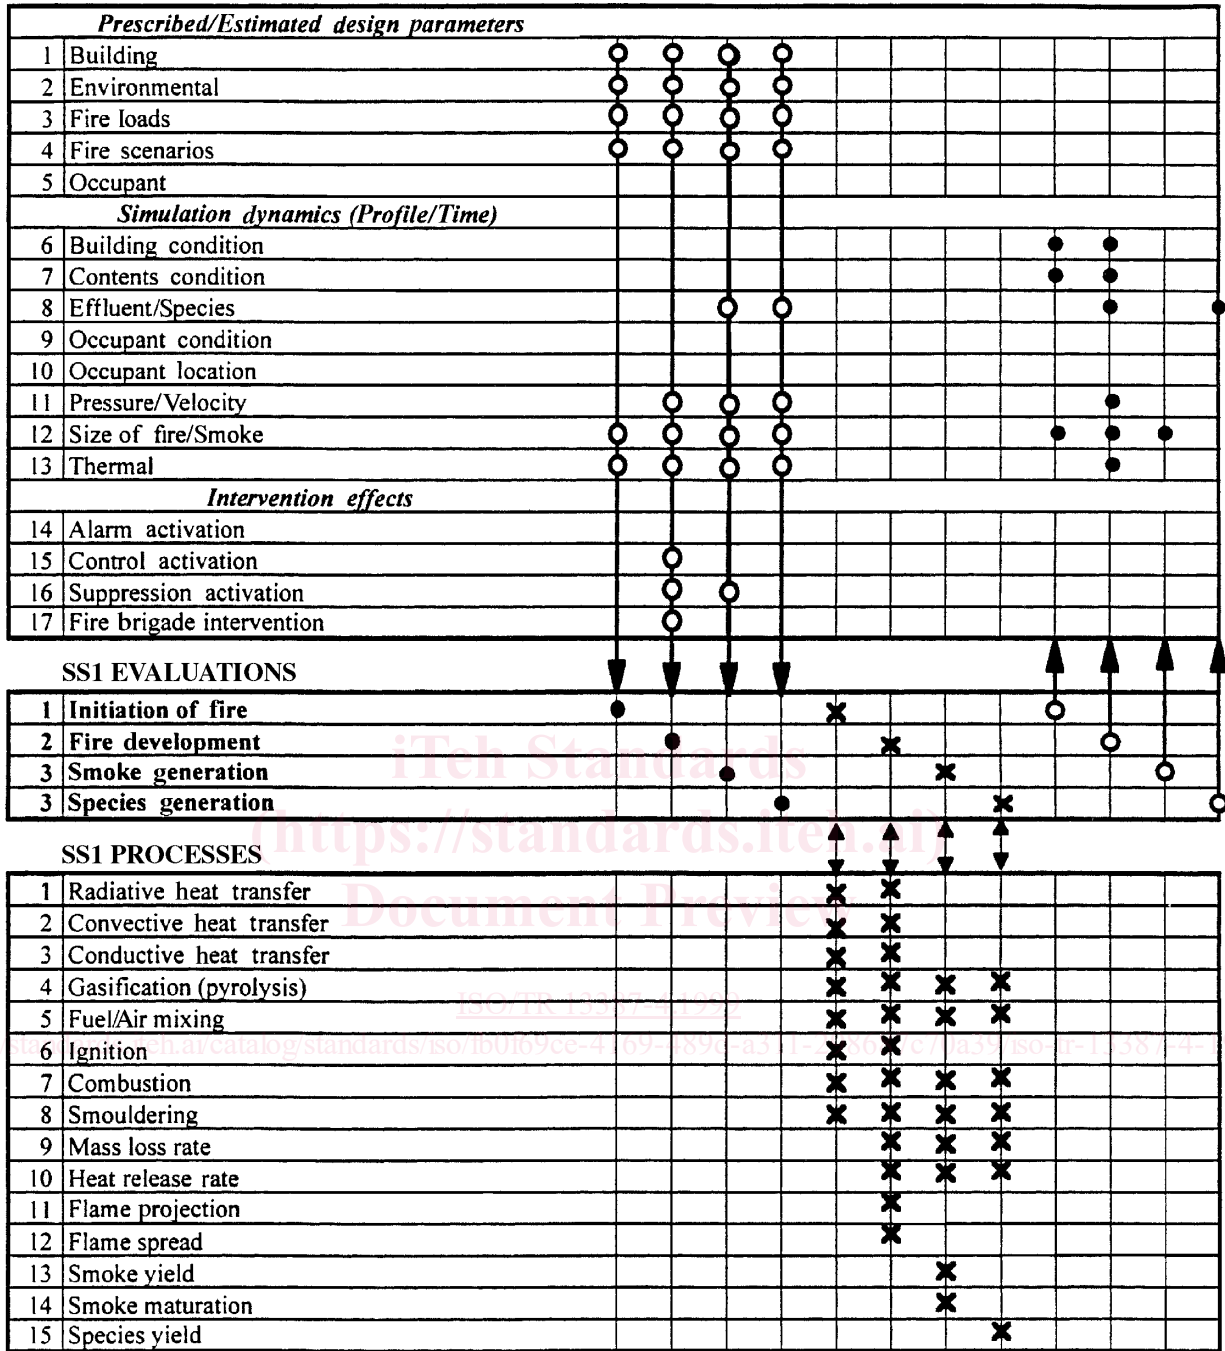 Prescribed/Estimated design parameters
1 Building
2 Environmental
3 Fire loads
4 Fire scenarios
5 Occupant
Simulation dynamics (Profile/Time)
6 Building condition
7 Contents condition
8 Effluent/Species
9 Occupant condition
10 Occupant location
11 Pressure/Velocity
12 Size of fire/Smoke
13 Thermal
Intervention effects
14 Alarm activation
15 Control activation
16 Suppression activation
17 Fire brigade intervention
SS1 EVALUATIONS
1 Initiation of fire
2 Fire development
3 Smoke generation
3 Species generation
iTeh Standards
(https://standards.iteh.ai)
Document Preview
SS1 PROCESSES
1 Radiative heat transfer
2 Convective heat transfer
3 Conductive heat transfer
4 Gasification (pyrolysis)
ISO/TR 13387-4:1999
5 Fuel/Air mixing
6 Ignition
7 Combustion
8 Smouldering
9 Mass loss rate
10 Heat release rate
11 Flame projection
12 Flame spread
13 Smoke yield
14 Smoke maturation
15 Species yield